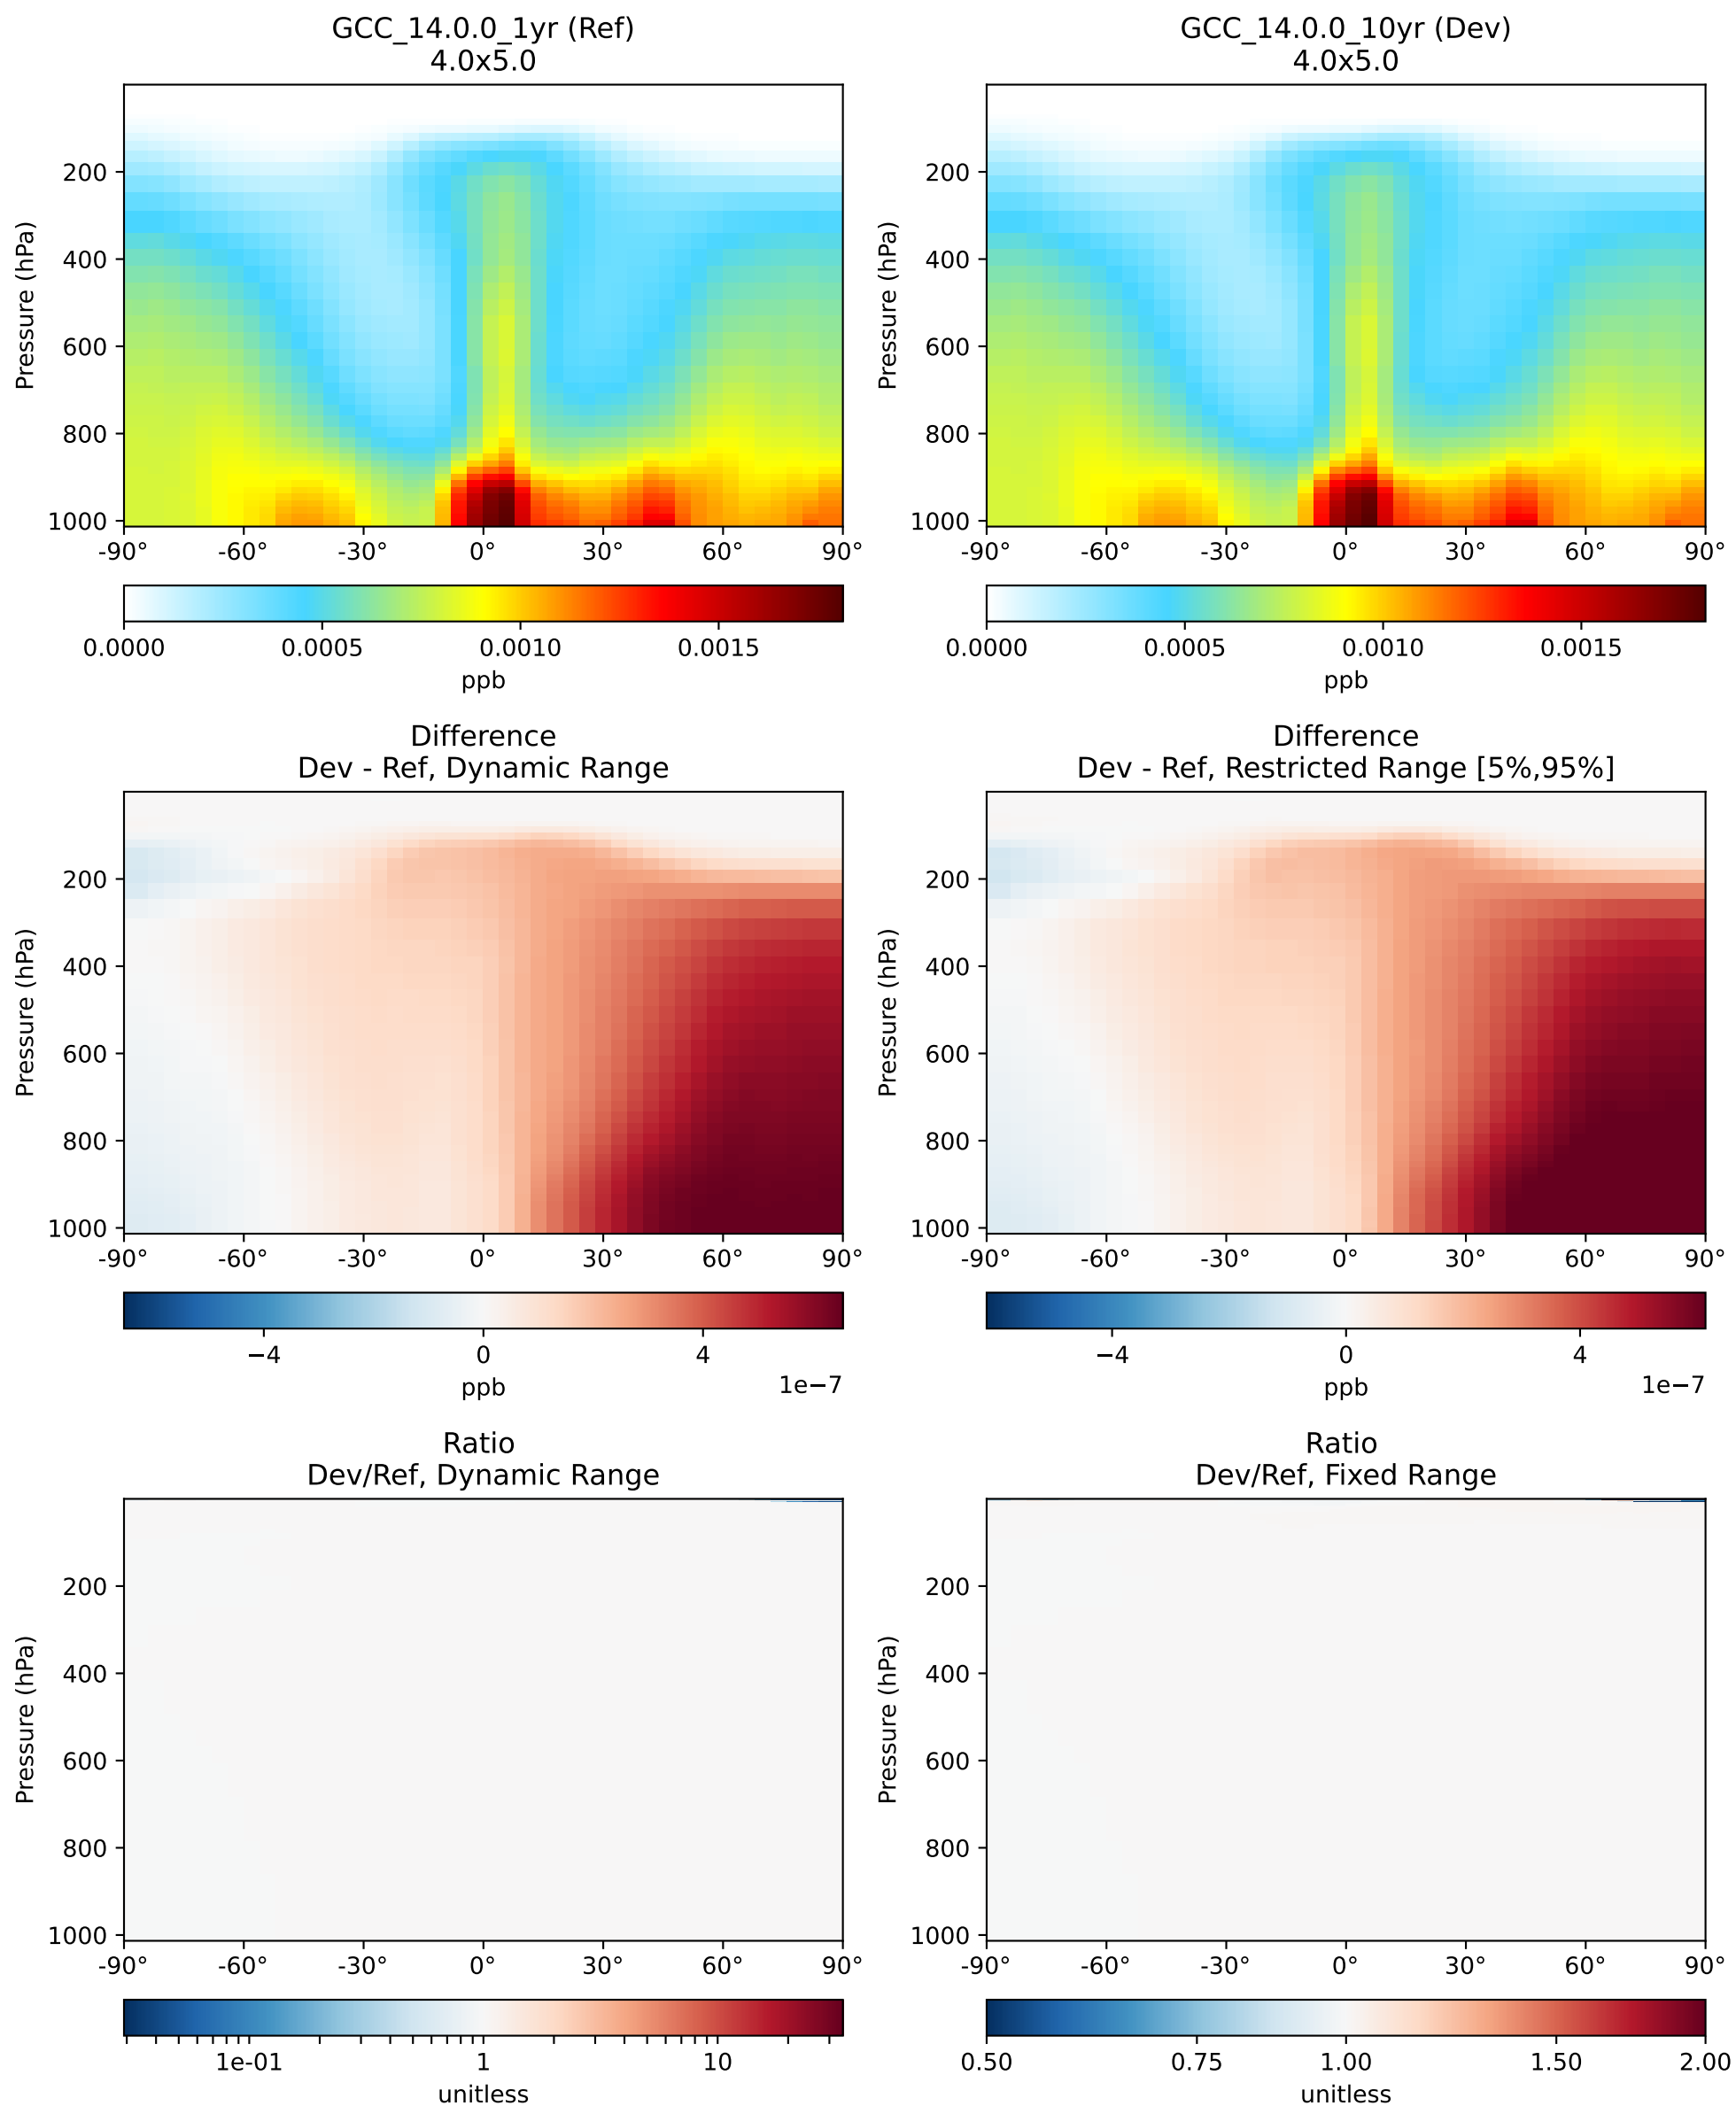 GCC_14.0.0_1yr (Ref)
4.0x5.0
Pressure (hPa)
200
400
600
800
1000
-90° -60° -30° 0° 30° 60° 90°
0.0000 0.0005 0.0010 0.0015
ppb
GCC_14.0.0_10yr (Dev)
4.0x5.0
Pressure (hPa)
200
400
600
800
1000
-90° -60° -30° 0° 30° 60° 90°
0.0000 0.0005 0.0010 0.0015
ppb
Difference
Dev - Ref, Dynamic Range
Pressure (hPa)
200
400
600
800
1000
-90° -60° -30° 0° 30° 60° 90°
−4 0 4
1e−7
ppb
Difference
Dev - Ref, Restricted Range [5%,95%]
Pressure (hPa)
200
400
600
800
1000
-90° -60° -30° 0° 30° 60° 90°
−4 0 4
1e−7
ppb
Ratio
Dev/Ref, Dynamic Range
Pressure (hPa)
200
400
600
800
1000
-90° -60° -30° 0° 30° 60° 90°
1e-01 1 10
unitless
Ratio
Dev/Ref, Fixed Range
Pressure (hPa)
200
400
600
800
1000
-90° -60° -30° 0° 30° 60° 90°
0.50 0.75 1.00 1.50 2.00
unitless